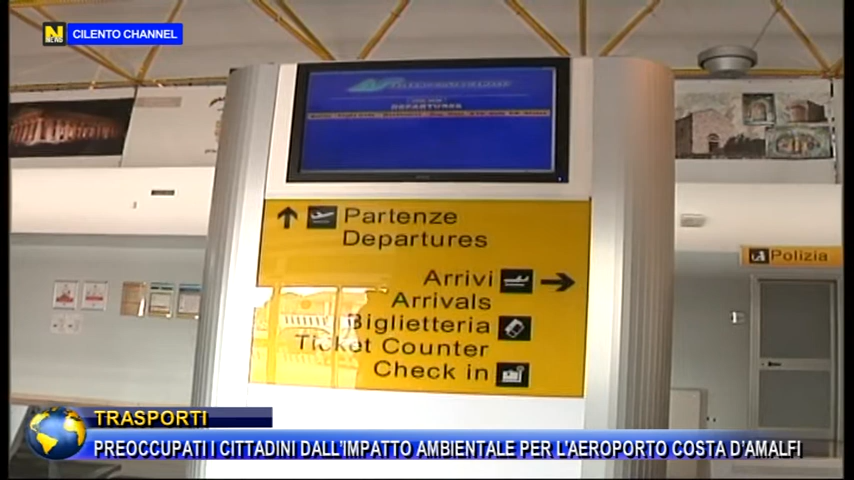 N
NEWS
CILENTO CHANNEL
DEPARTURES
Partenze
Departures
Arrivi
Arrivals
Biglietteria
Ticket Counter
Check in
Polizia
TRASPORTI
PREOCCUPATI I CITTADINI DALL'IMPATTO AMBIENTALE PER L'AEROPORTO COSTA D'AMALFI